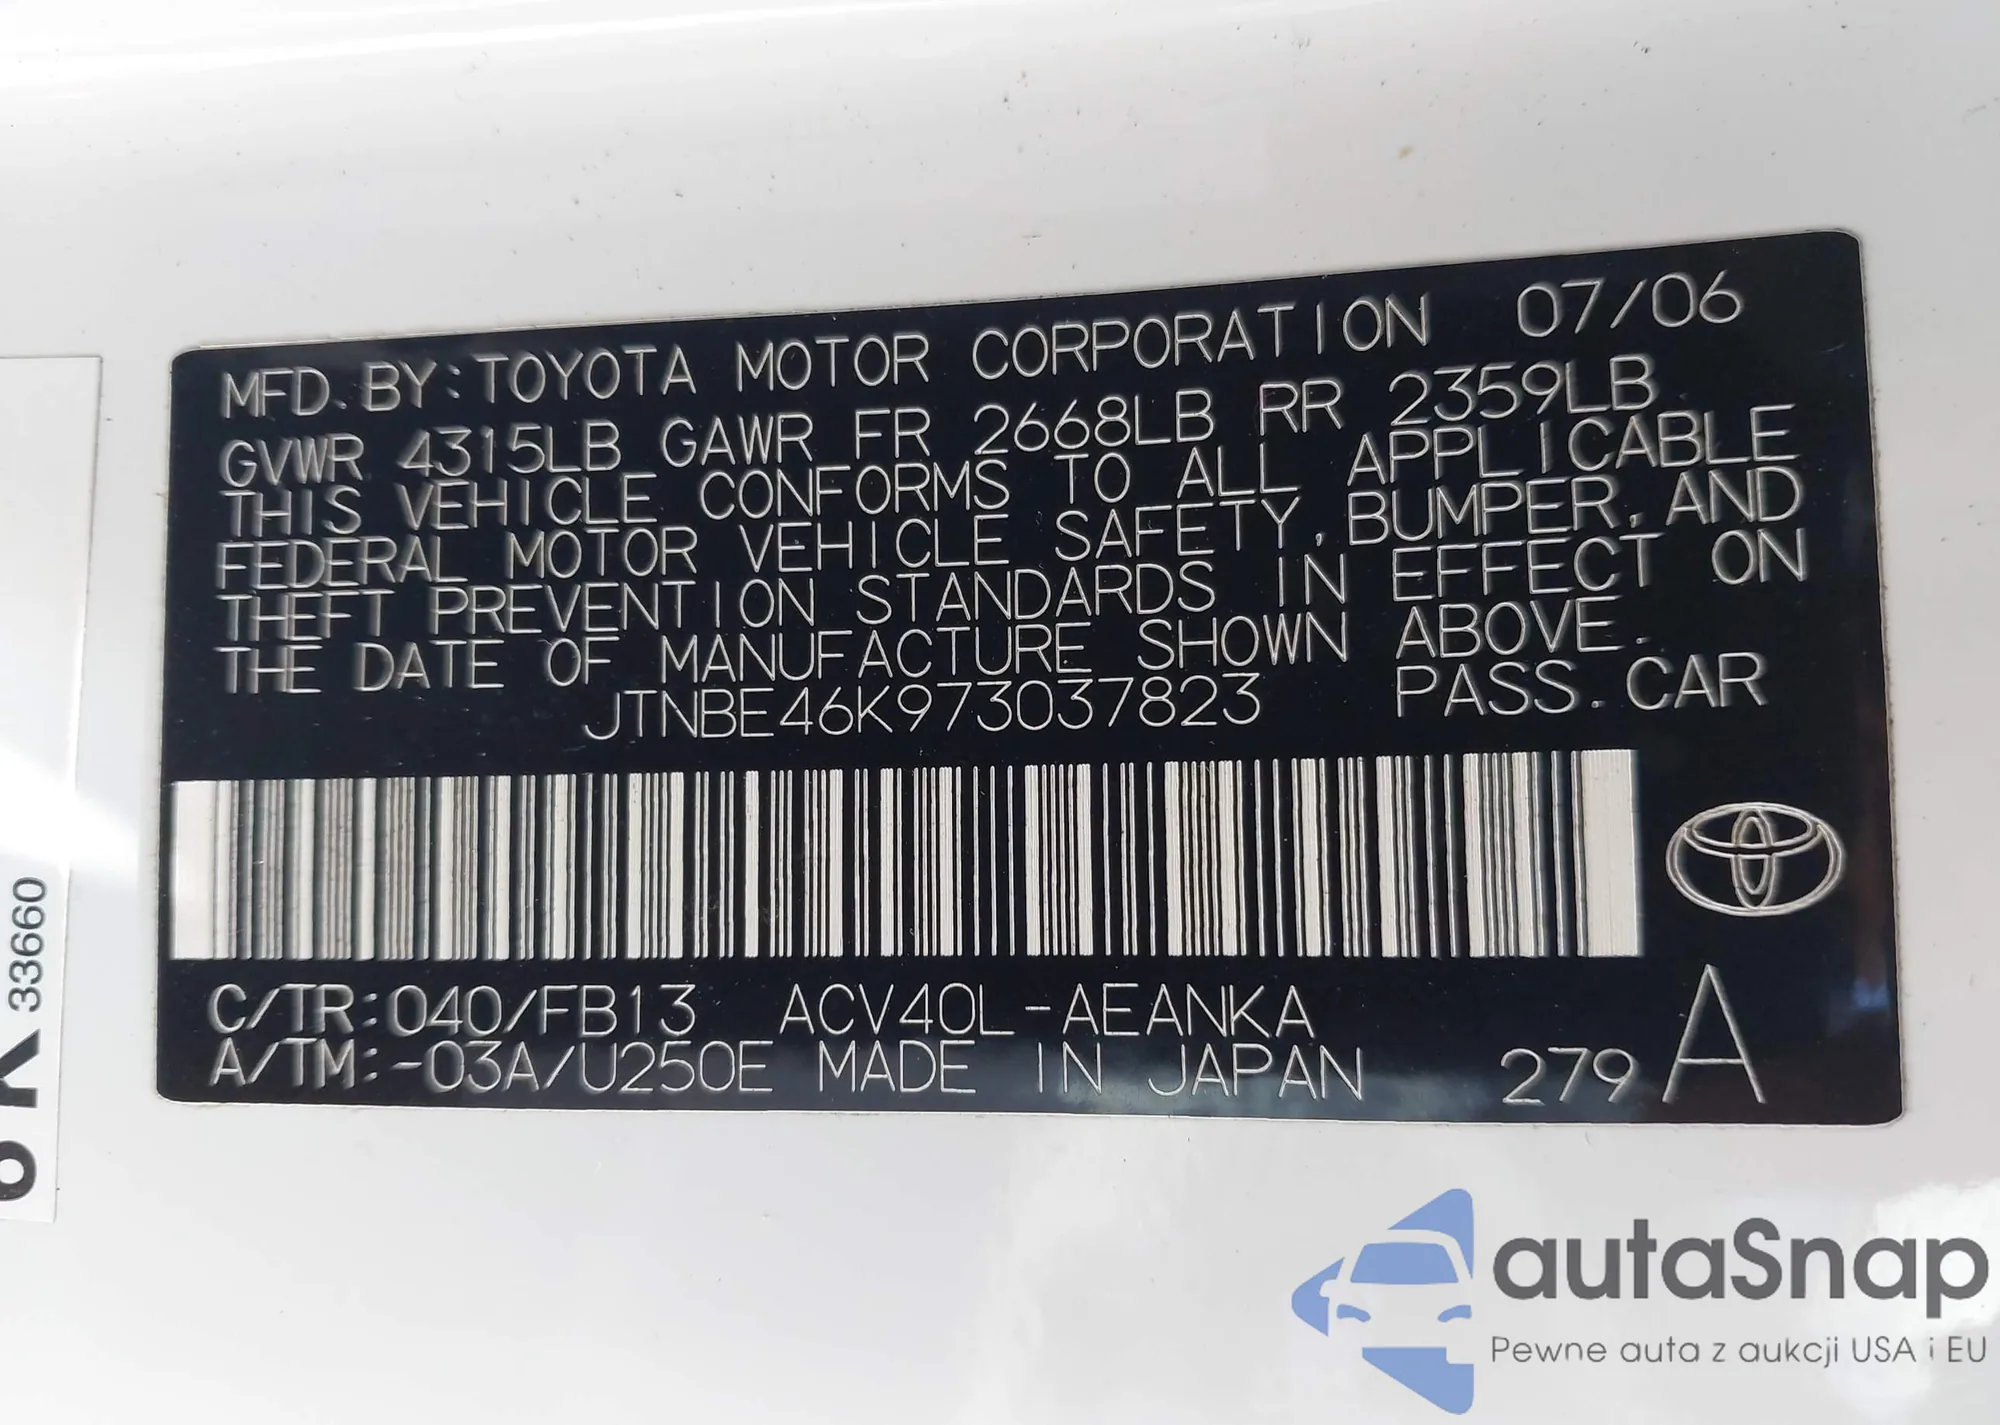 MFD. BY: TOYOTA MOTOR CORPORATION 07/06
GVWR 4315LB GAWR FR 2668LB RR 2359LB
THIS VEHICLE CONFORMS TO ALL APPLICABLE
FEDERAL MOTOR VEHICLE SAFETY, BUMPER, AND
THEFT PREVENTION STANDARDS IN EFFECT ON
THE DATE OF MANUFACTURE SHOWN ABOVE.
JTNBE46K973037823 PASS. CAR
C/TR: 040/FB13 ACV40L-AEANKA
A/TM: -03A/U250E MADE IN JAPAN 279 A
33660
autaSnap
Pewne auta z aukcji USA i EU